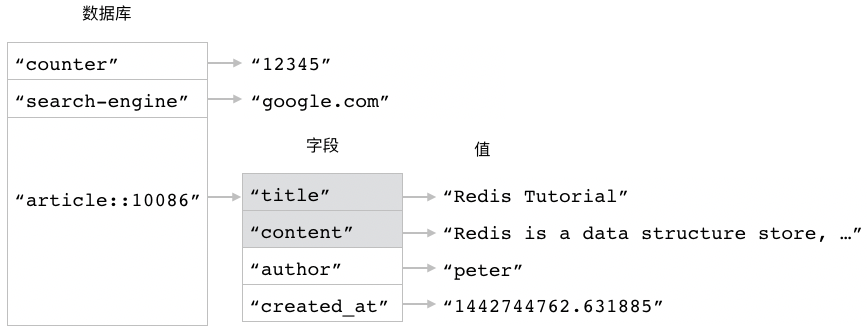 数据库
“counter” “12345”
“search-engine” “google.com”
字段 值
“article::10086” “title” “Redis Tutorial”
“content” “Redis is a data structure store, …”
“author” “peter”
“created_at” “1442744762.631885”